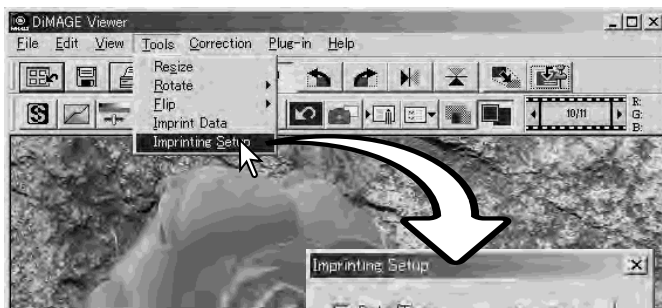 DiMAGE Viewer
File Edit View Tools Correction Plug-in Help
Resize
Rotate
Flip
Imprint Data
Imprinting Setup
10/11
R:
G:
B:
Imprinting Setup